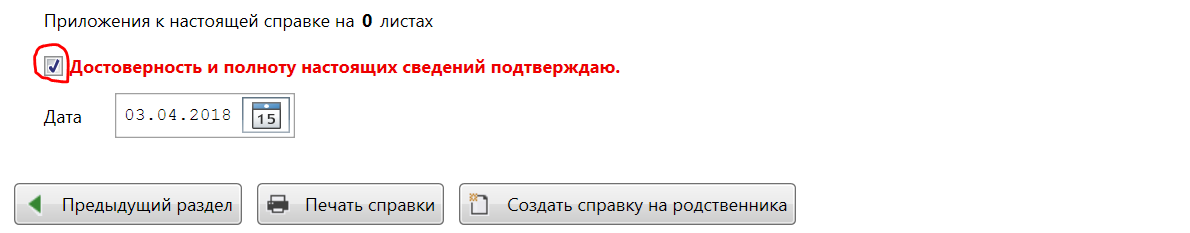 Приложения к настоящей справке на 0 листах
Достоверность и полноту настоящих сведений подтверждаю.
Дата 03.04.2018 15
Предыдущий раздел Печать справки Создать справку на родственника